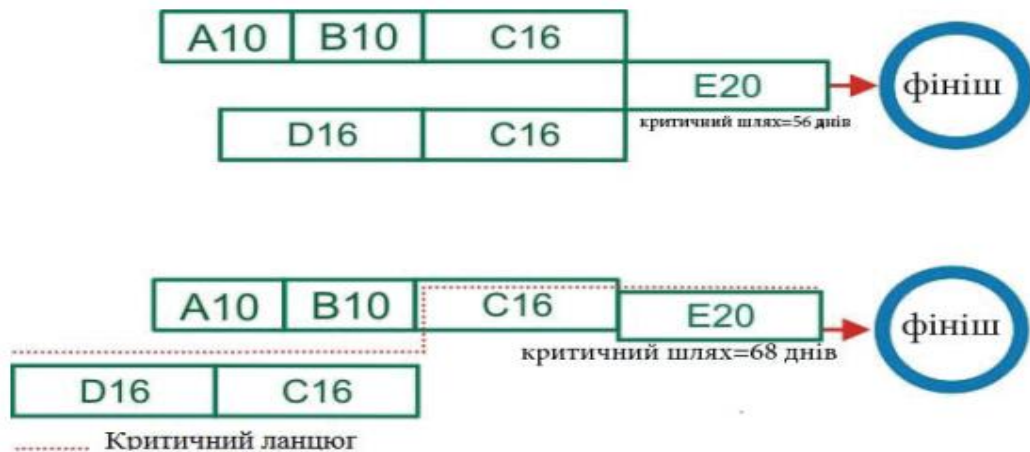 A10 B10 C16
E20
фініш
D16 C16
критичний шлях=56 днів
A10 B10 C16
E20
фініш
критичний шлях=68 днів
D16 C16
Критичний ланцюг